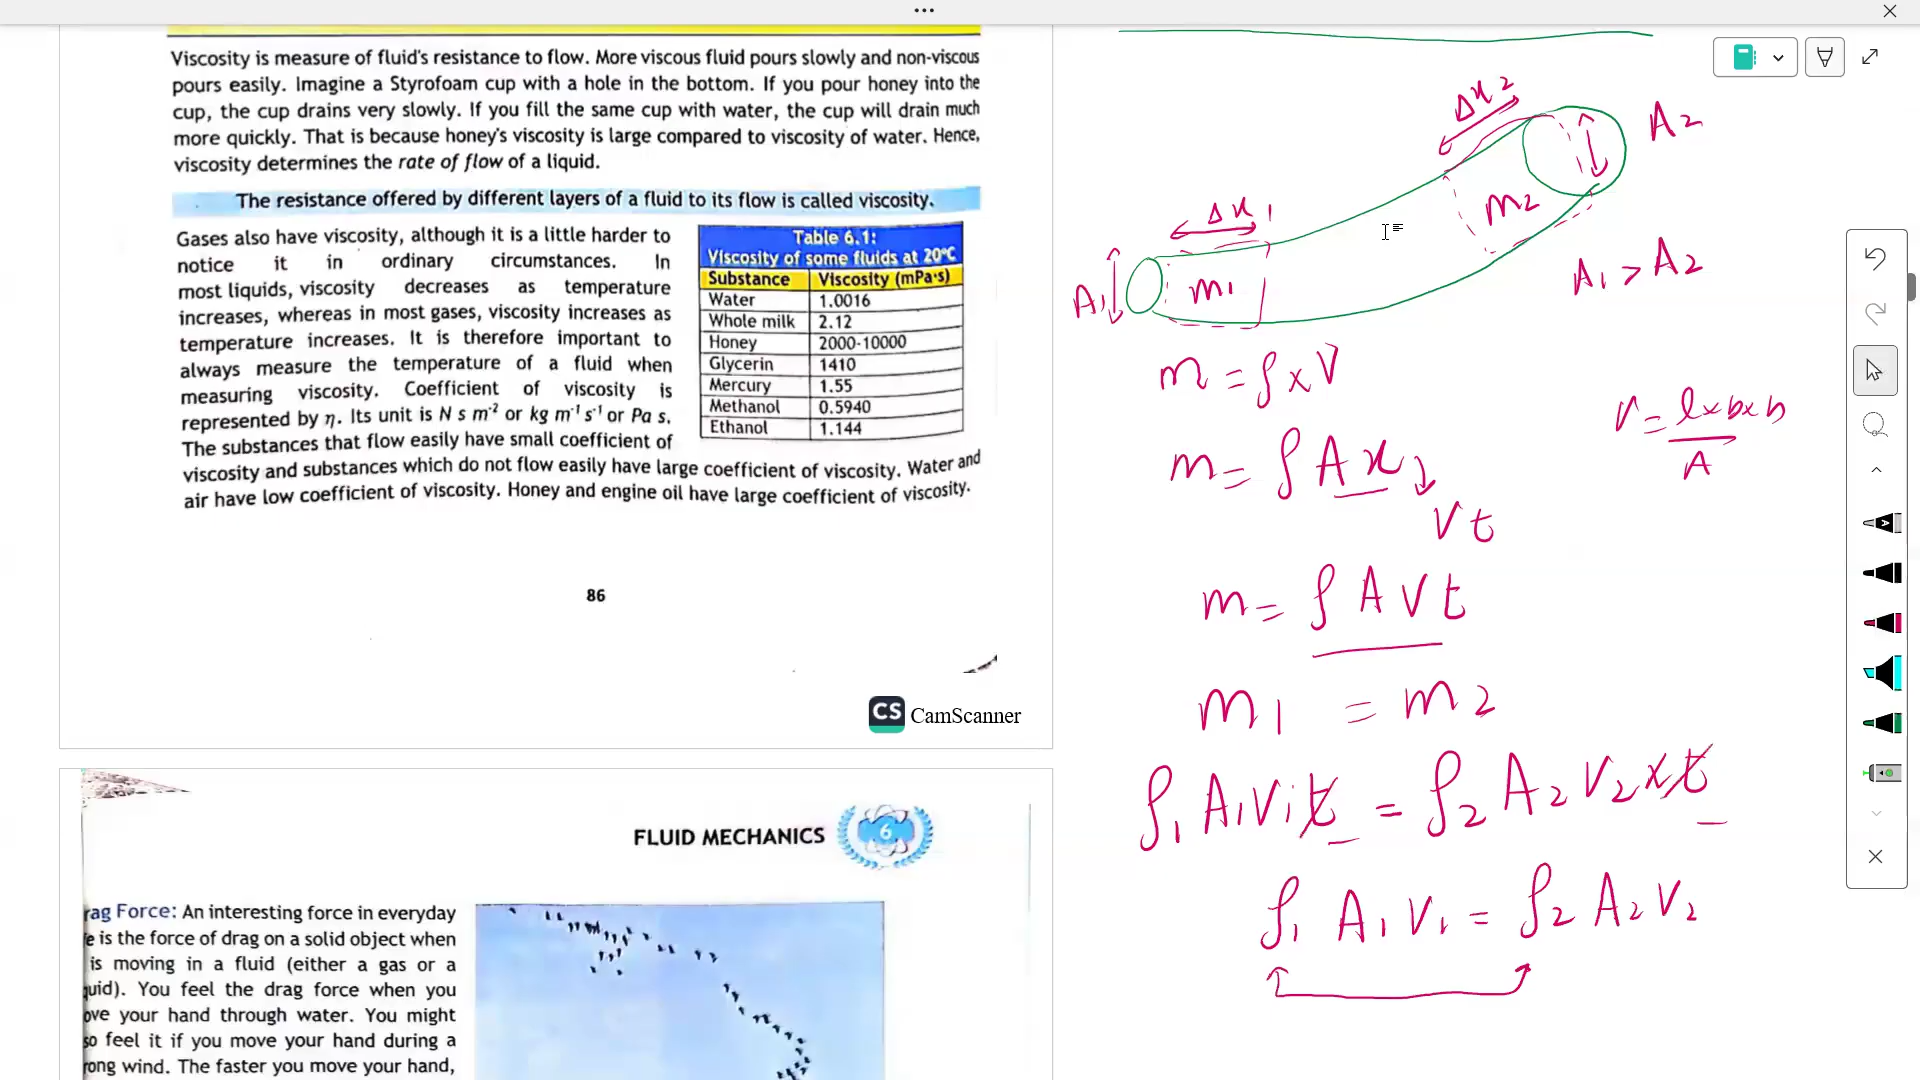 Viscosity is measure of fluid's resistance to flow. More viscous fluid pours slowly and non-viscous
pours easily. Imagine a Styrofoam cup with a hole in the bottom. If you pour honey into the
cup, the cup drains very slowly. If you fill the same cup with water, the cup will drain much
more quickly. That is because honey's viscosity is large compared to viscosity of water. Hence,
viscosity determines the rate of flow of a liquid.
The resistance offered by different layers of a fluid to its flow is called viscosity.
Gases also have viscosity, although it is a little harder to
notice it in ordinary circumstances. In
most liquids, viscosity decreases as temperature
increases, whereas in most gases, viscosity increases as
temperature increases. It is therefore important to
always measure the temperature of a fluid when
measuring viscosity. Coefficient of viscosity is
represented by η. Its unit is N s m⁻² or kg m⁻¹ s⁻¹ or Pa s.
The substances that flow easily have small coefficient of
viscosity and substances which do not flow easily have large coefficient of viscosity. Water and
air have low coefficient of viscosity. Honey and engine oil have large coefficient of viscosity.
Table 6.1:
Viscosity of some fluids at 20°C
Substance Viscosity (mPa·s)
Water 1.0016
Whole milk 2.12
Honey 2000-10000
Glycerin 1410
Mercury 1.55
Methanol 0.5940
Ethanol 1.144
86
CS CamScanner
FLUID MECHANICS 6
rag Force: An interesting force in everyday
e is the force of drag on a solid object when
is moving in a fluid (either a gas or a
quid). You feel the drag force when you
ove your hand through water. You might
so feel it if you move your hand during a
rong wind. The faster you move your hand,
Δx2
A2
Δx1
m2
A1
m1
A1 > A2
m = ρ x V
V = l x b x h
A
m = ρ A x
V t
m = ρ A V t
m1 = m2
ρ1 A1 V1 t = ρ2 A2 V2 x t
ρ1 A1 V1 = ρ2 A2 V2